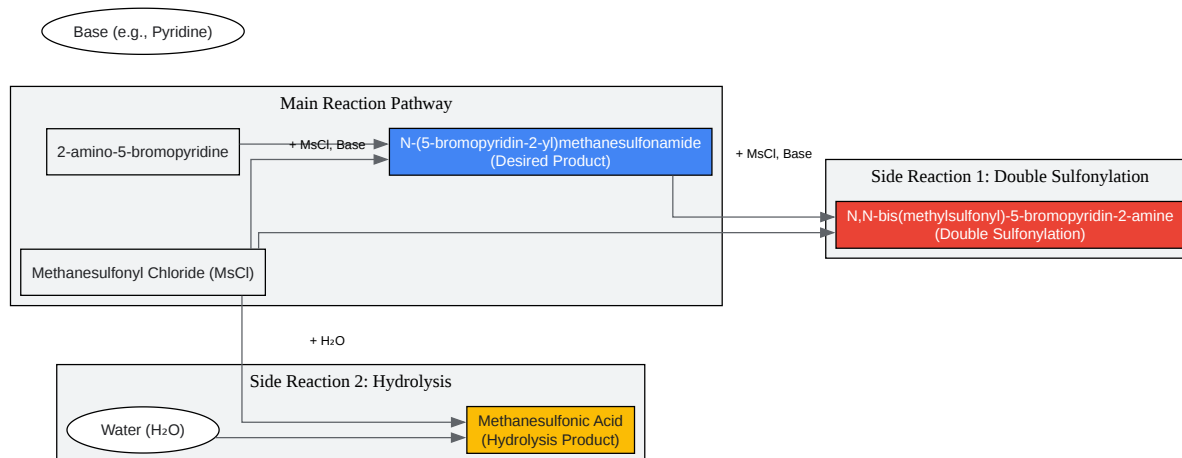 Base (e.g., Pyridine)
Main Reaction Pathway
2-amino-5-bromopyridine
+ MsCl, Base
N-(5-bromopyridin-2-yl)methanesulfonamide
(Desired Product)
+ MsCl, Base
Side Reaction 1: Double Sulfonylation
N,N-bis(methylsulfonyl)-5-bromopyridin-2-amine
(Double Sulfonylation)
Methanesulfonyl Chloride (MsCl)
+ H₂O
Side Reaction 2: Hydrolysis
Water (H₂O)
Methanesulfonic Acid
(Hydrolysis Product)